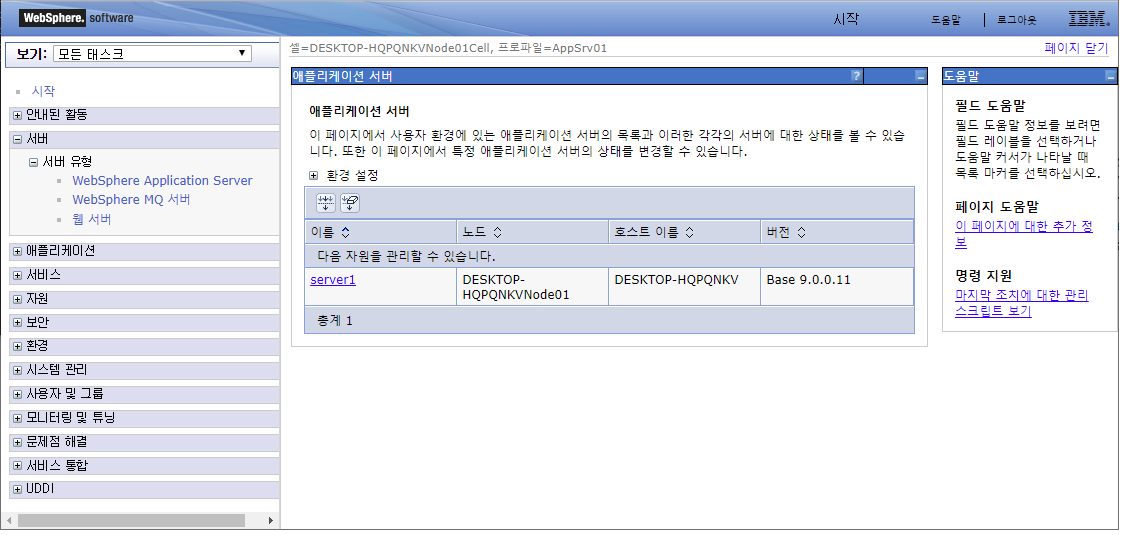 WebSphere. software
시작
도움말
로그아웃
IBM.
보기: 모든 태스크
시작
안내된 활동
서버
서버 유형
WebSphere Application Server
WebSphere MQ 서버
웹 서버
애플리케이션
서비스
자원
보안
환경
시스템 관리
사용자 및 그룹
모니터링 및 튜닝
문제점 해결
서비스 통합
UDDI
셀=DESKTOP-HQPQNKVNode01Cell, 프로파일=AppSrv01
페이지 닫기
애플리케이션 서버
?
애플리케이션 서버
이 페이지에서 사용자 환경에 있는 애플리케이션 서버의 목록과 이러한 각각의 서버에 대한 상태를 볼 수 있습
니다. 또한 이 페이지에서 특정 애플리케이션 서버의 상태를 변경할 수 있습니다.
환경 설정
이름 노드 호스트 이름 버전
다음 자원을 관리할 수 있습니다.
server1 DESKTOP- DESKTOP-HQPQNKV Base 9.0.0.11
HQPQNKVNode01
총계 1
도움말
필드 도움말
필드 도움말 정보를 보려면
필드 레이블을 선택하거나
도움말 커서가 나타날 때
목록 마커를 선택하십시오.
페이지 도움말
이 페이지에 대한 추가 정
보
명령 지원
마지막 조치에 대한 관리
스크립트 보기